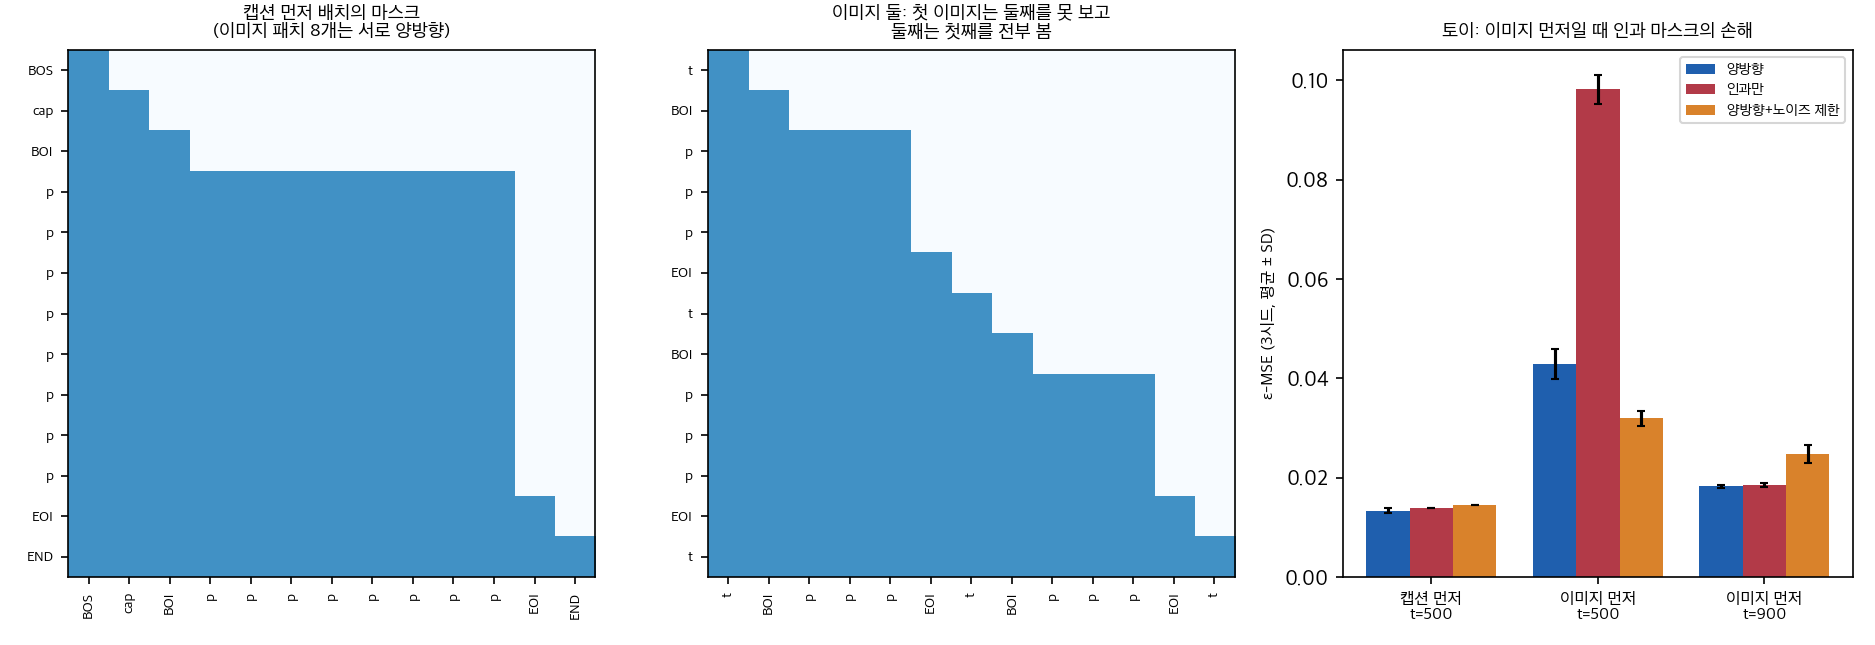 캡션 먼저 배치의 마스크
(이미지 패치 8개는 서로 양방향)
BOS
cap
BOI
p
p
p
p
p
p
p
p
EOI
END
BOS
cap
BOI
p
p
p
p
p
p
p
p
EOI
END
이미지 둘: 첫 이미지는 둘째를 못 보고
둘째는 첫째를 전부 봄
t
BOI
p
p
p
EOI
t
BOI
p
p
p
EOI
t
t
BOI
p
p
p
EOI
t
BOI
p
p
p
EOI
t
토이: 이미지 먼저일 때 인과 마스크의 손해
ε-MSE (3시드, 평균 ± SD)
0.10
0.08
0.06
0.04
0.02
0.00
양방향
인과만
양방향+노이즈 제한
캡션 먼저
t=500
이미지 먼저
t=500
이미지 먼저
t=900